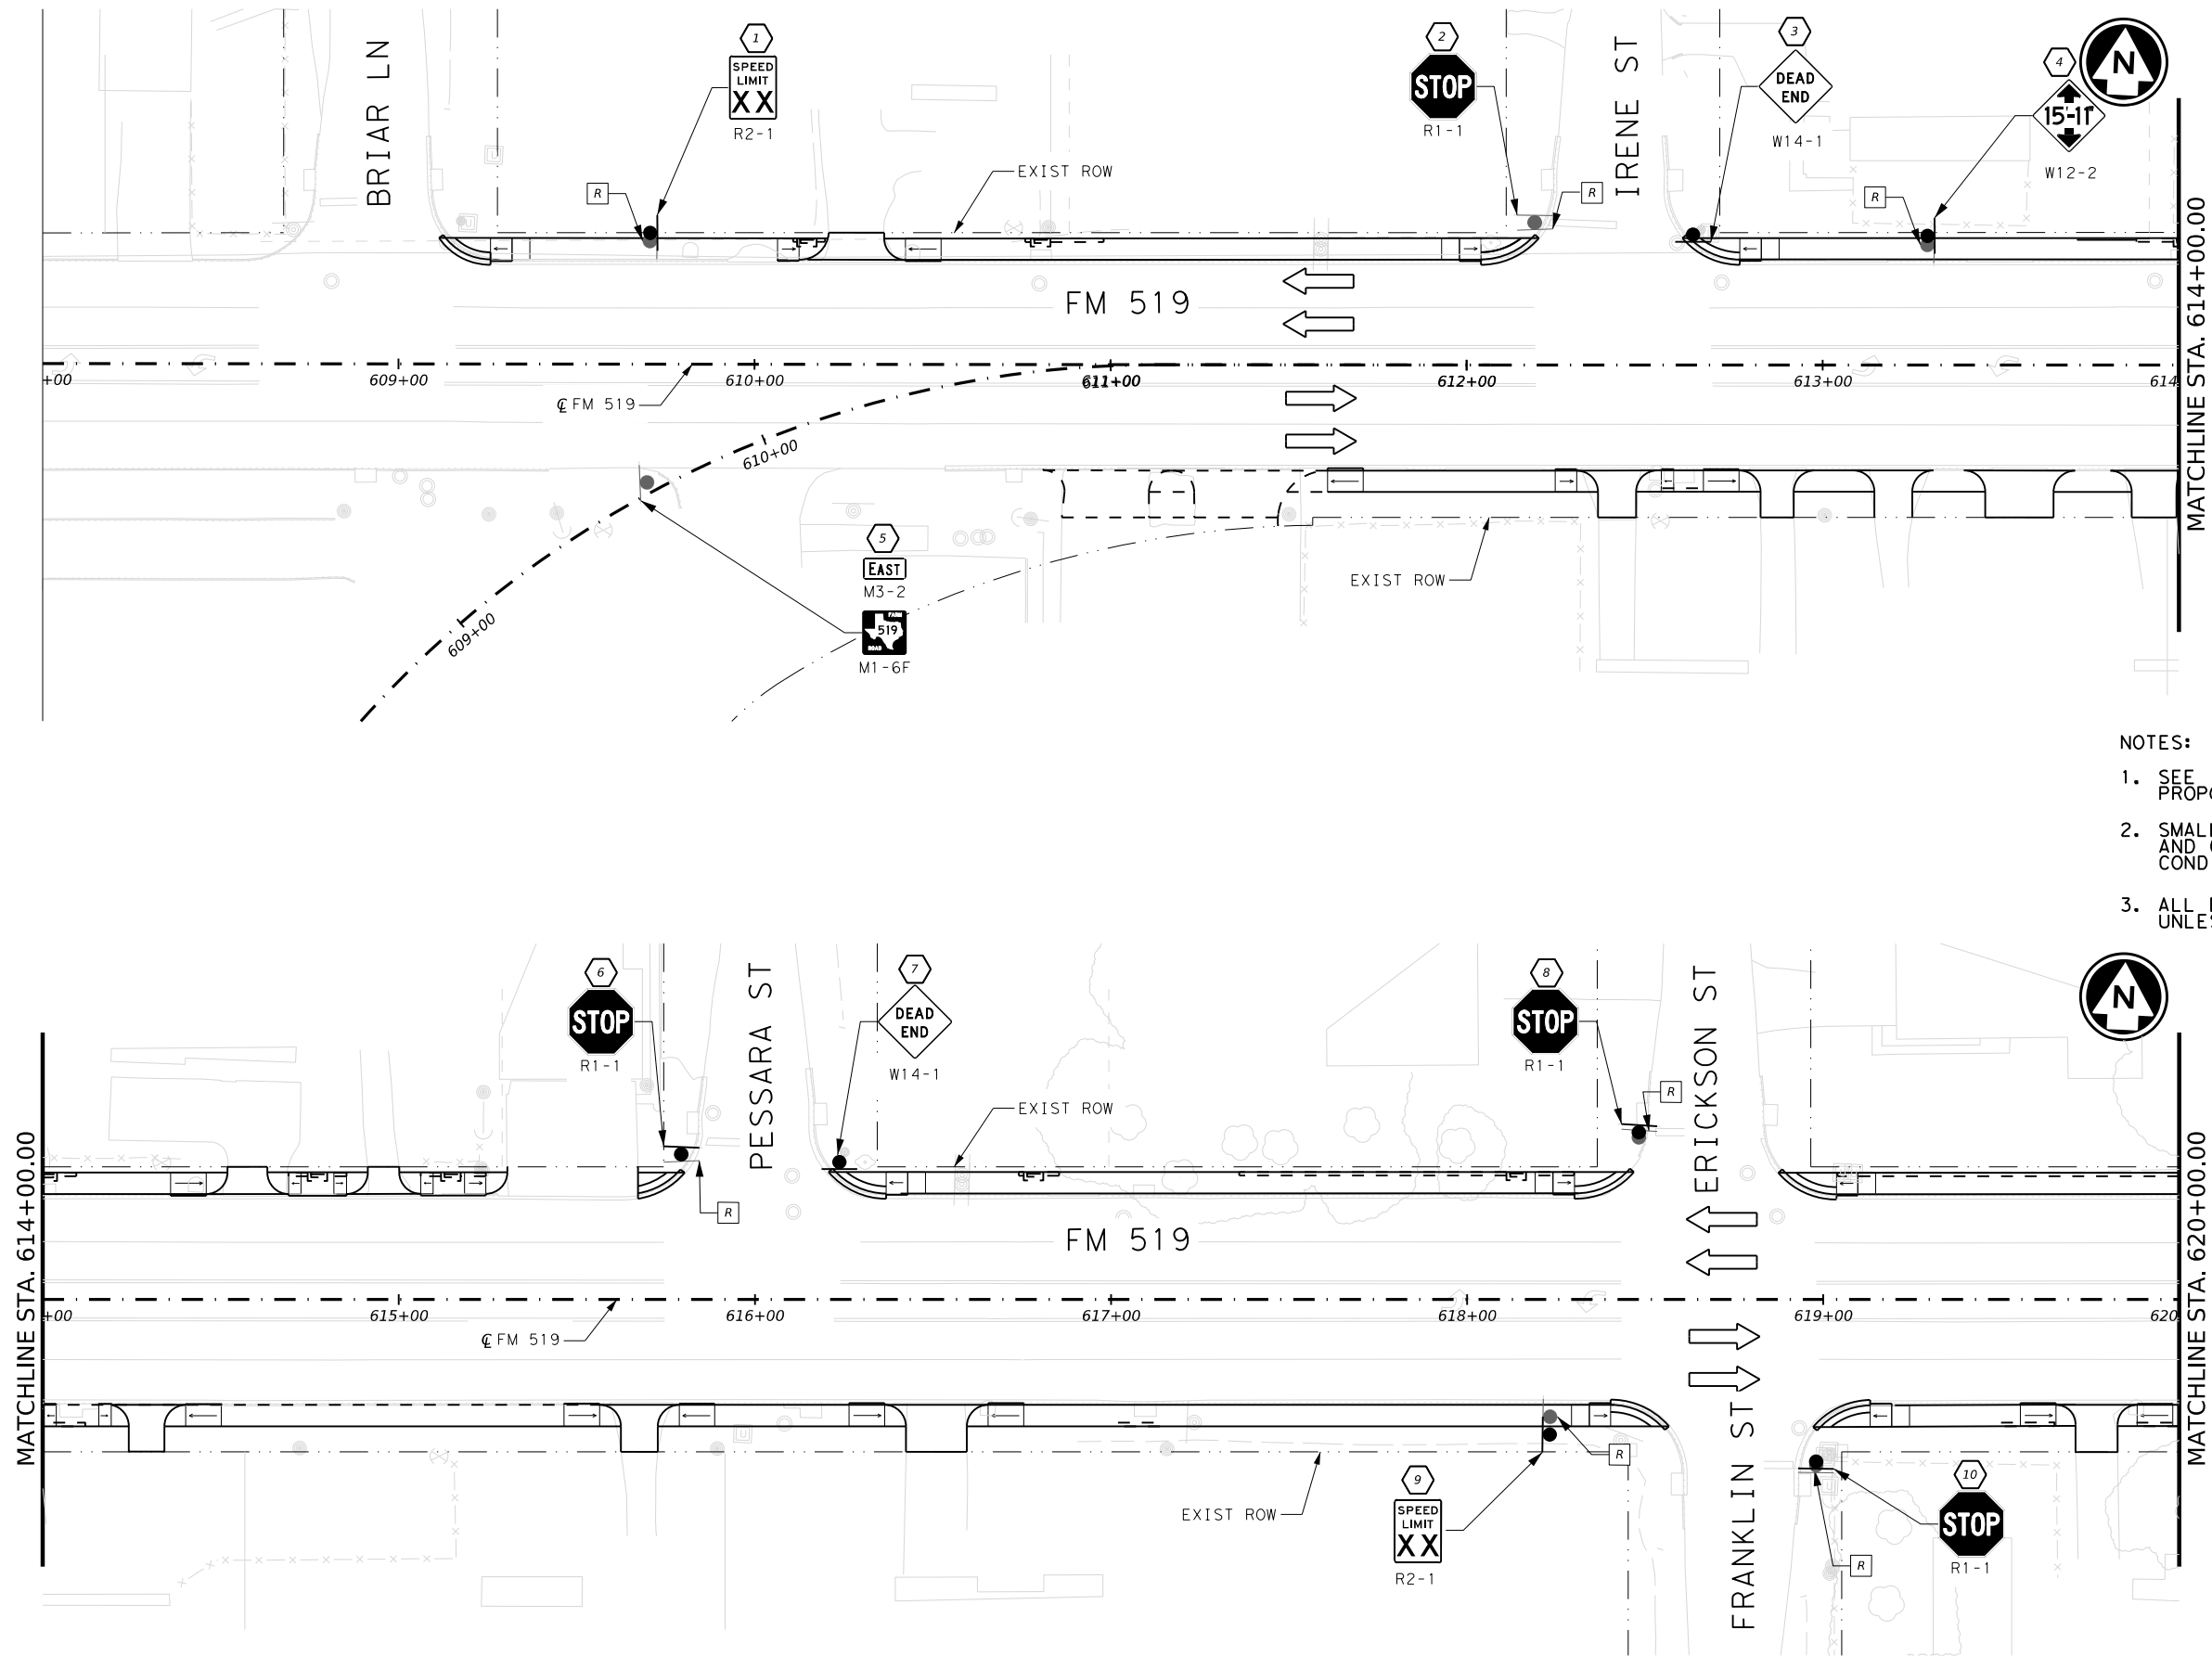 BRIAR LN
1
SPEED
LIMIT
XX
R2-1
R
EXIST ROW
2
STOP
R1-1
R
IRENE ST
3
DEAD
END
W14-1
4
15'-11"
W12-2
R
N
FM 519
+00
609+00
610+00
611+00
612+00
613+00
614
℄ FM 519
610+00
609+00
5
EAST
M3-2
FARM
519
ROAD
M1-6F
EXIST ROW
MATCHLINE STA. 614+00.00
NOTES:
1. SEE
PROP
2. SMAL
AND
COND
3. ALL
UNLES
MATCHLINE STA. 614+00.00
6
STOP
R1-1
R
PESSARA ST
7
DEAD
END
W14-1
EXIST ROW
8
STOP
R1-1
R
ERICKSON ST
N
FM 519
+00
615+00
616+00
617+00
618+00
619+00
620
℄ FM 519
EXIST ROW
9
SPEED
LIMIT
XX
R2-1
R
FRANKLIN ST
10
STOP
R1-1
R
MATCHLINE STA. 620+00.00